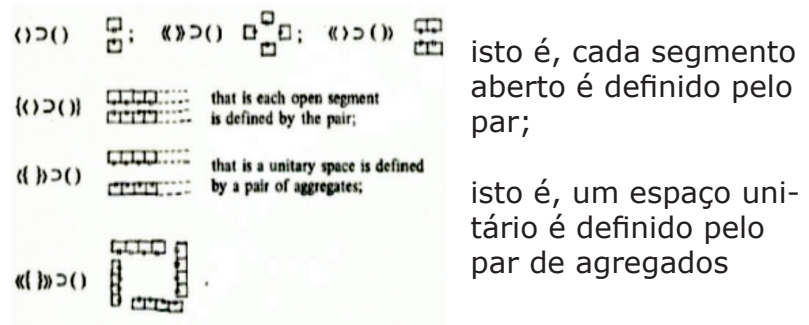 ⟨⟩⊃() ; ⟪⟫⊃() ; ⟪⟩⊃()⟩
{⟨⟩⊃()}
that is each open segment
is defined by the pair;
⟨{ }⟩⊃()
that is a unitary space is defined
by a pair of aggregates;
⟪{ }⟫⊃()
isto é, cada segmento
aberto é definido pelo
par;
isto é, um espaço uni-
tário é definido pelo
par de agregados